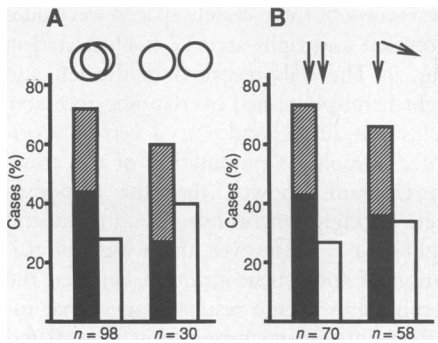 A
B
80
60
40
20
Cases (%)
n = 98
n = 30
80
60
40
20
Cases (%)
n = 70
n = 58